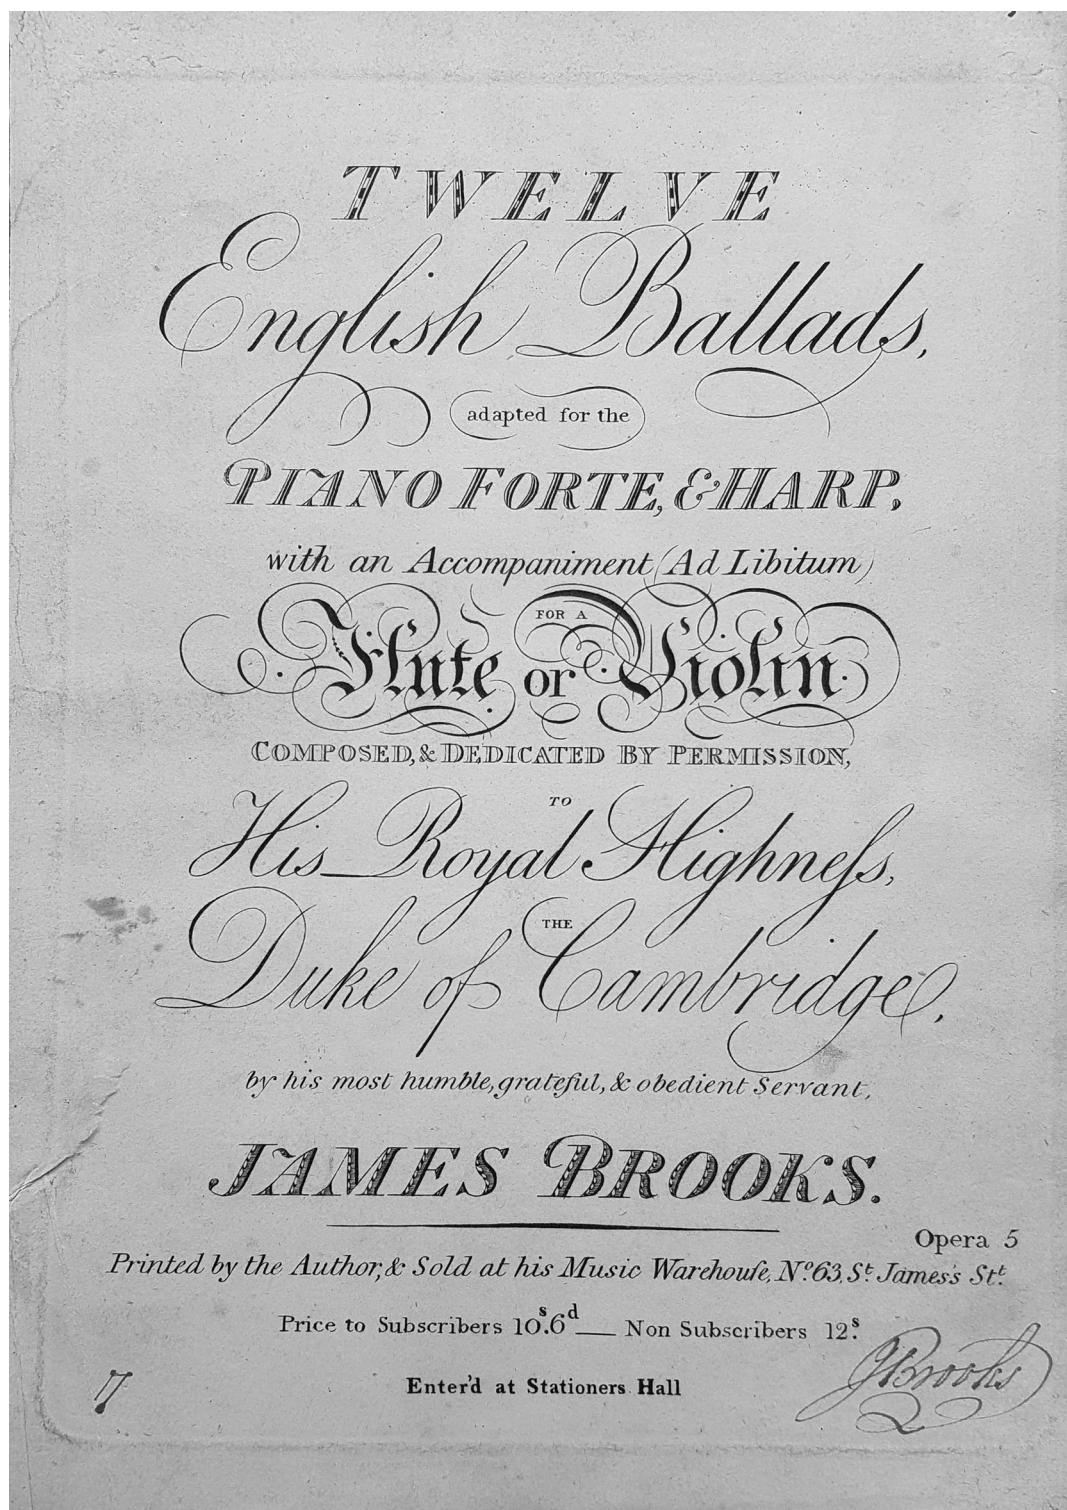 TWELVE
English Ballads,
adapted for the
PIANO FORTE, & HARP,
with an Accompaniment (Ad Libitum)
FOR A
Flute or Violin.
COMPOSED, & DEDICATED BY PERMISSION,
TO
His Royal Highneſs,
THE
Duke of Cambridge,
by his most humble, grateful, & obedient Servant,
JAMES BROOKS.
Opera 5
Printed by the Author, & Sold at his Music Warehouſe, No. 63, St. James's Stt.
Price to Subscribers 10s.6d — Non Subscribers 12s.
Enter'd at Stationers Hall
JBrooks